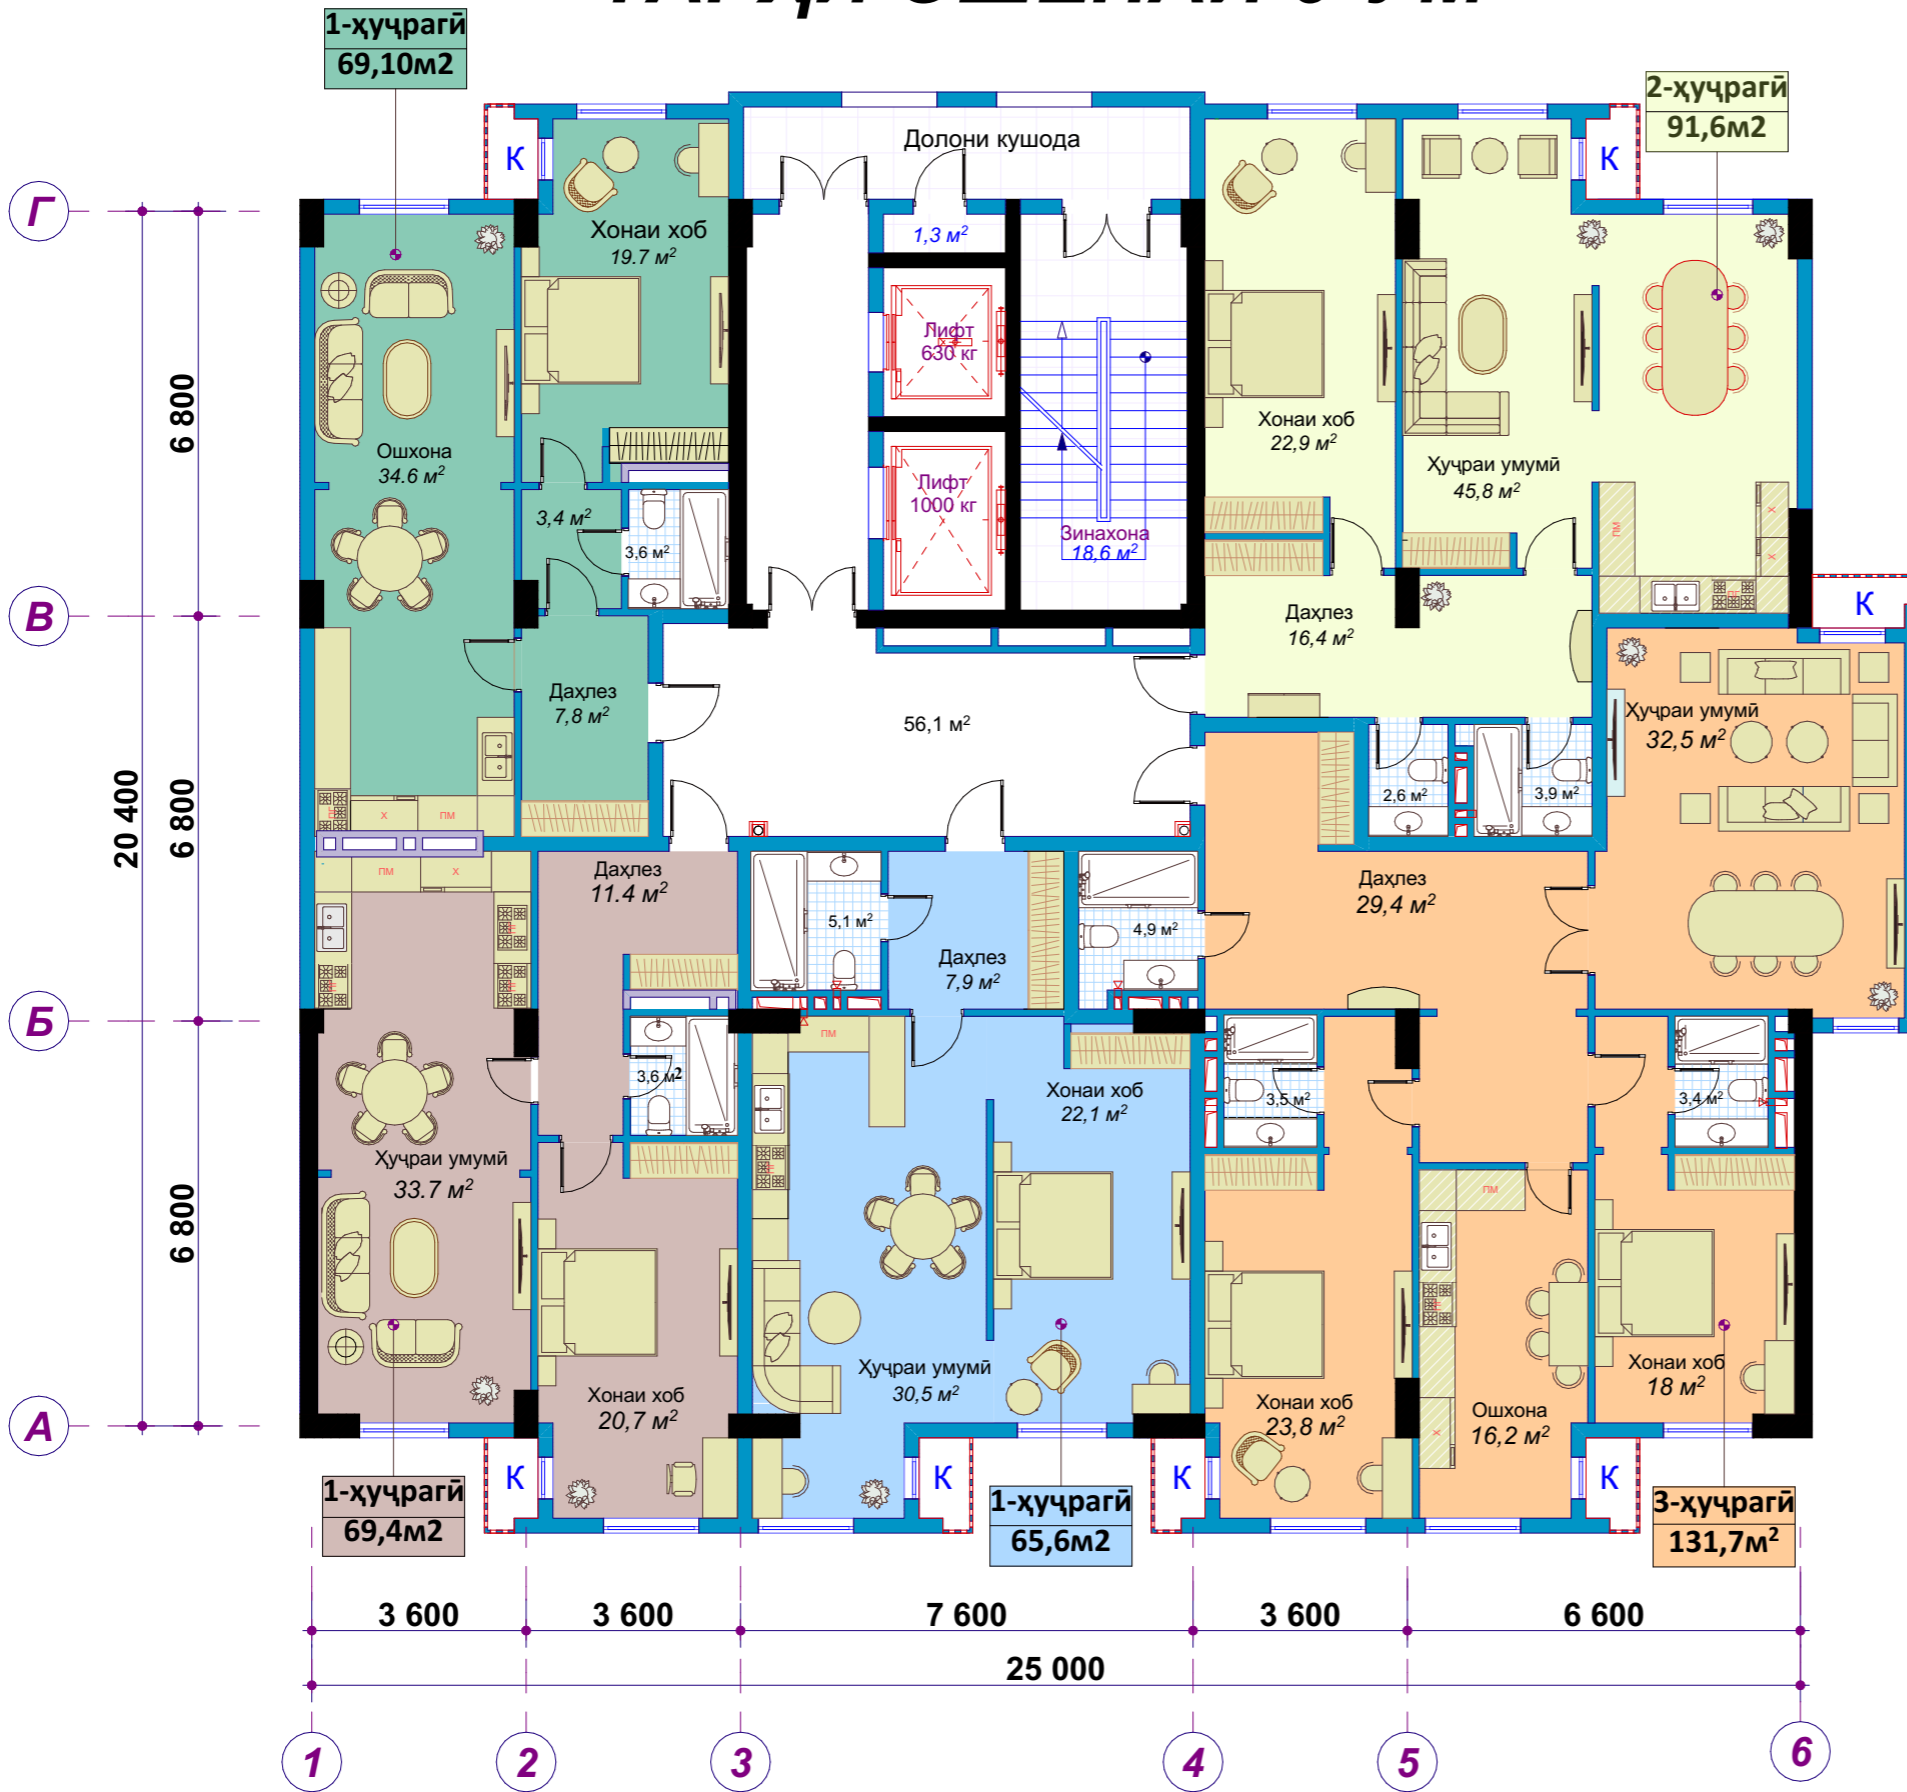 1-ҳуҷрагӣ
69,10м2
2-ҳуҷрагӣ
91,6м2
Долони кушода
К
К
Г
Хонаи хоб
19.7 м²
1,3 м²
Лифт
630 кг
6 800
Ошхона
34.6 м²
Хонаи хоб
22,9 м²
Ҳуҷраи умумӣ
45,8 м²
Лифт
1000 кг
3,4 м²
3,6 м²
Зинахона
18,6 м²
ПМ
Х
Х
ПГ
К
В
Даҳлез
16,4 м²
Даҳлез
7,8 м²
56,1 м²
Ҳуҷраи умумӣ
32,5 м²
20 400
6 800
2,6 м²
3,9 м²
Х
ПМ
ПМ
Х
Даҳлез
11.4 м²
Даҳлез
29,4 м²
5,1 м²
4,9 м²
Даҳлез
7,9 м²
Б
ПМ
3,6 м²
Хонаи хоб
22,1 м²
3,5 м²
3,4 м²
6 800
Ҳуҷраи умумӣ
33.7 м²
ПМ
Ҳуҷраи умумӣ
30,5 м²
Хонаи хоб
20,7 м²
Хонаи хоб
23,8 м²
Ошхона
16,2 м²
Хонаи хоб
18 м²
Х
А
К
К
К
К
1-ҳуҷрагӣ
69,4м2
1-ҳуҷрагӣ
65,6м2
3-ҳуҷрагӣ
131,7м²
3 600
3 600
7 600
3 600
6 600
25 000
1
2
3
4
5
6